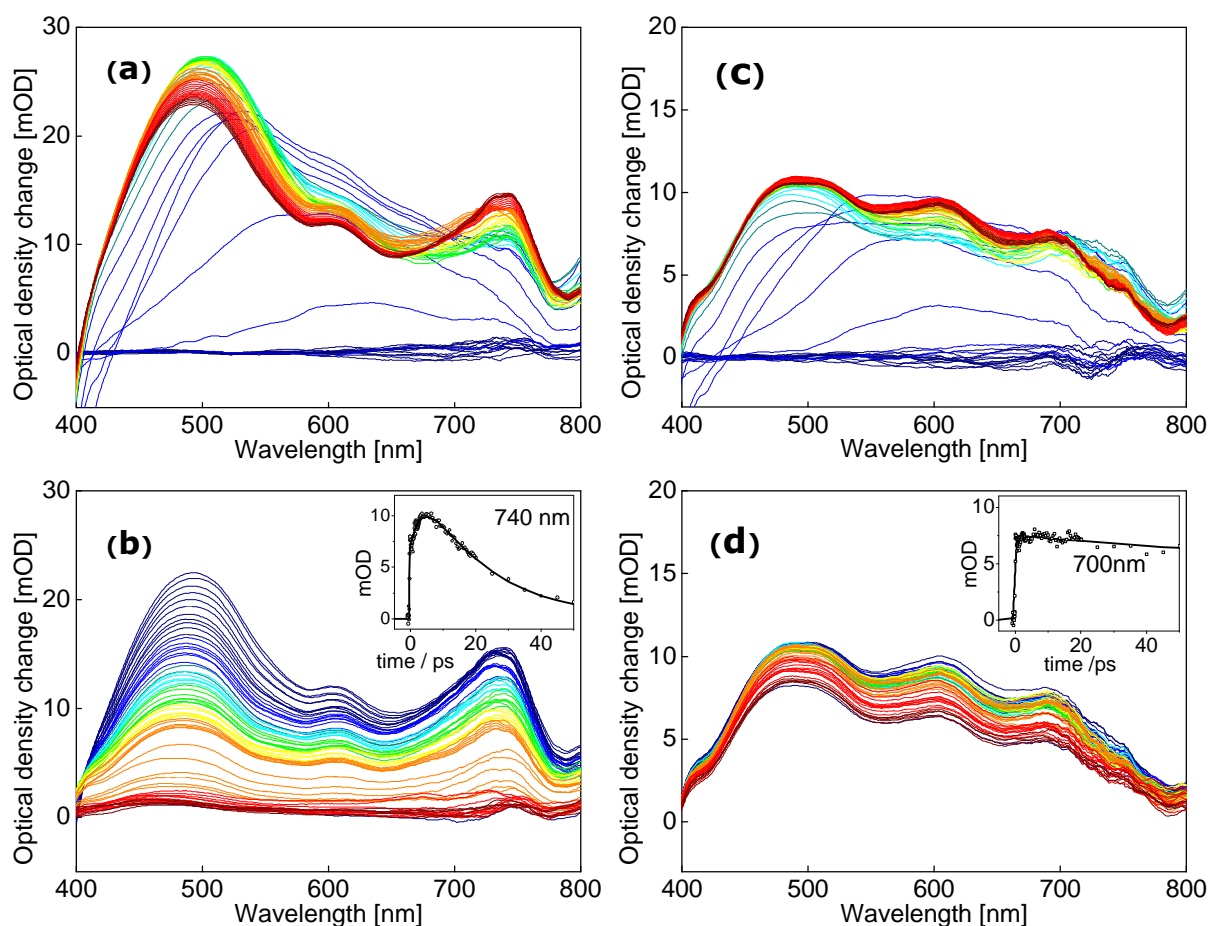 (a)
Optical density change [mOD]
30
20
10
0
400 500 600 700 800
Wavelength [nm]
(c)
Optical density change [mOD]
20
15
10
5
0
400 500 600 700 800
Wavelength [nm]
(b)
Optical density change [mOD]
30
20
10
0
400 500 600 700 800
Wavelength [nm]
740 nm
mOD
10
5
0
0 20 40
time / ps
(d)
Optical density change [mOD]
20
15
10
5
0
400 500 600 700 800
Wavelength [nm]
700nm
mOD
10
5
0
0 20 40
time /ps